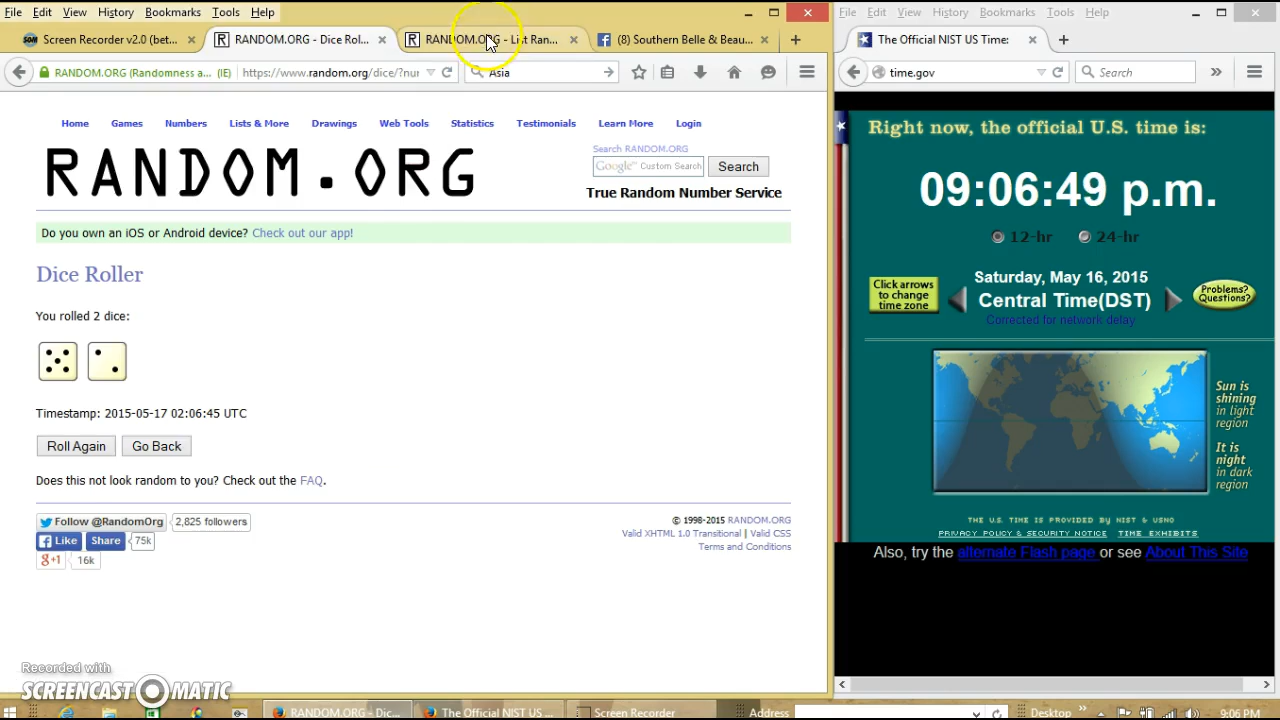 File Edit View History Bookmarks Tools Help
Screen Recorder v2.0 (bet...
RANDOM.ORG - Dice Rol...
RANDOM.ORG - List Ran...
(8) Southern Belle & Beau...
RANDOM.ORG (Randomness a... (IE)
https://www.random.org/dice/?nur
Asia
Home Games Numbers Lists & More Drawings Web Tools Statistics Testimonials Learn More Login
RANDOM.ORG
Search RANDOM.ORG
Google™ Custom Search
Search
True Random Number Service
Do you own an iOS or Android device? Check out our app!
Dice Roller
You rolled 2 dice:
Timestamp: 2015-05-17 02:06:45 UTC
Roll Again Go Back
Does this not look random to you? Check out the FAQ.
Follow @RandomOrg 2,825 followers
Like Share 75k
g+1 16k
© 1998-2015 RANDOM.ORG
Valid XHTML 1.0 Transitional | Valid CSS
Terms and Conditions
Recorded with
SCREENCAST MATIC
File Edit View History Bookmarks Tools Help
The Official NIST US Time:
time.gov
Search
Right now, the official U.S. time is:
09:06:49 p.m.
12-hr 24-hr
Click arrows
to change
time zone
Saturday, May 16, 2015
Central Time(DST)
Corrected for network delay
Problems?
Questions?
Sun is
shining
in light
region
It is
night
in dark
region
THE U.S. TIME IS PROVIDED BY NIST & USNO
PRIVACY POLICY & SECURITY NOTICE TIME EXHIBITS
Also, try the alternate Flash page or see About This Site
RANDOM.ORG - Dic...
The Official NIST US ...
Screen Recorder
Address
Desktop
9:06 PM